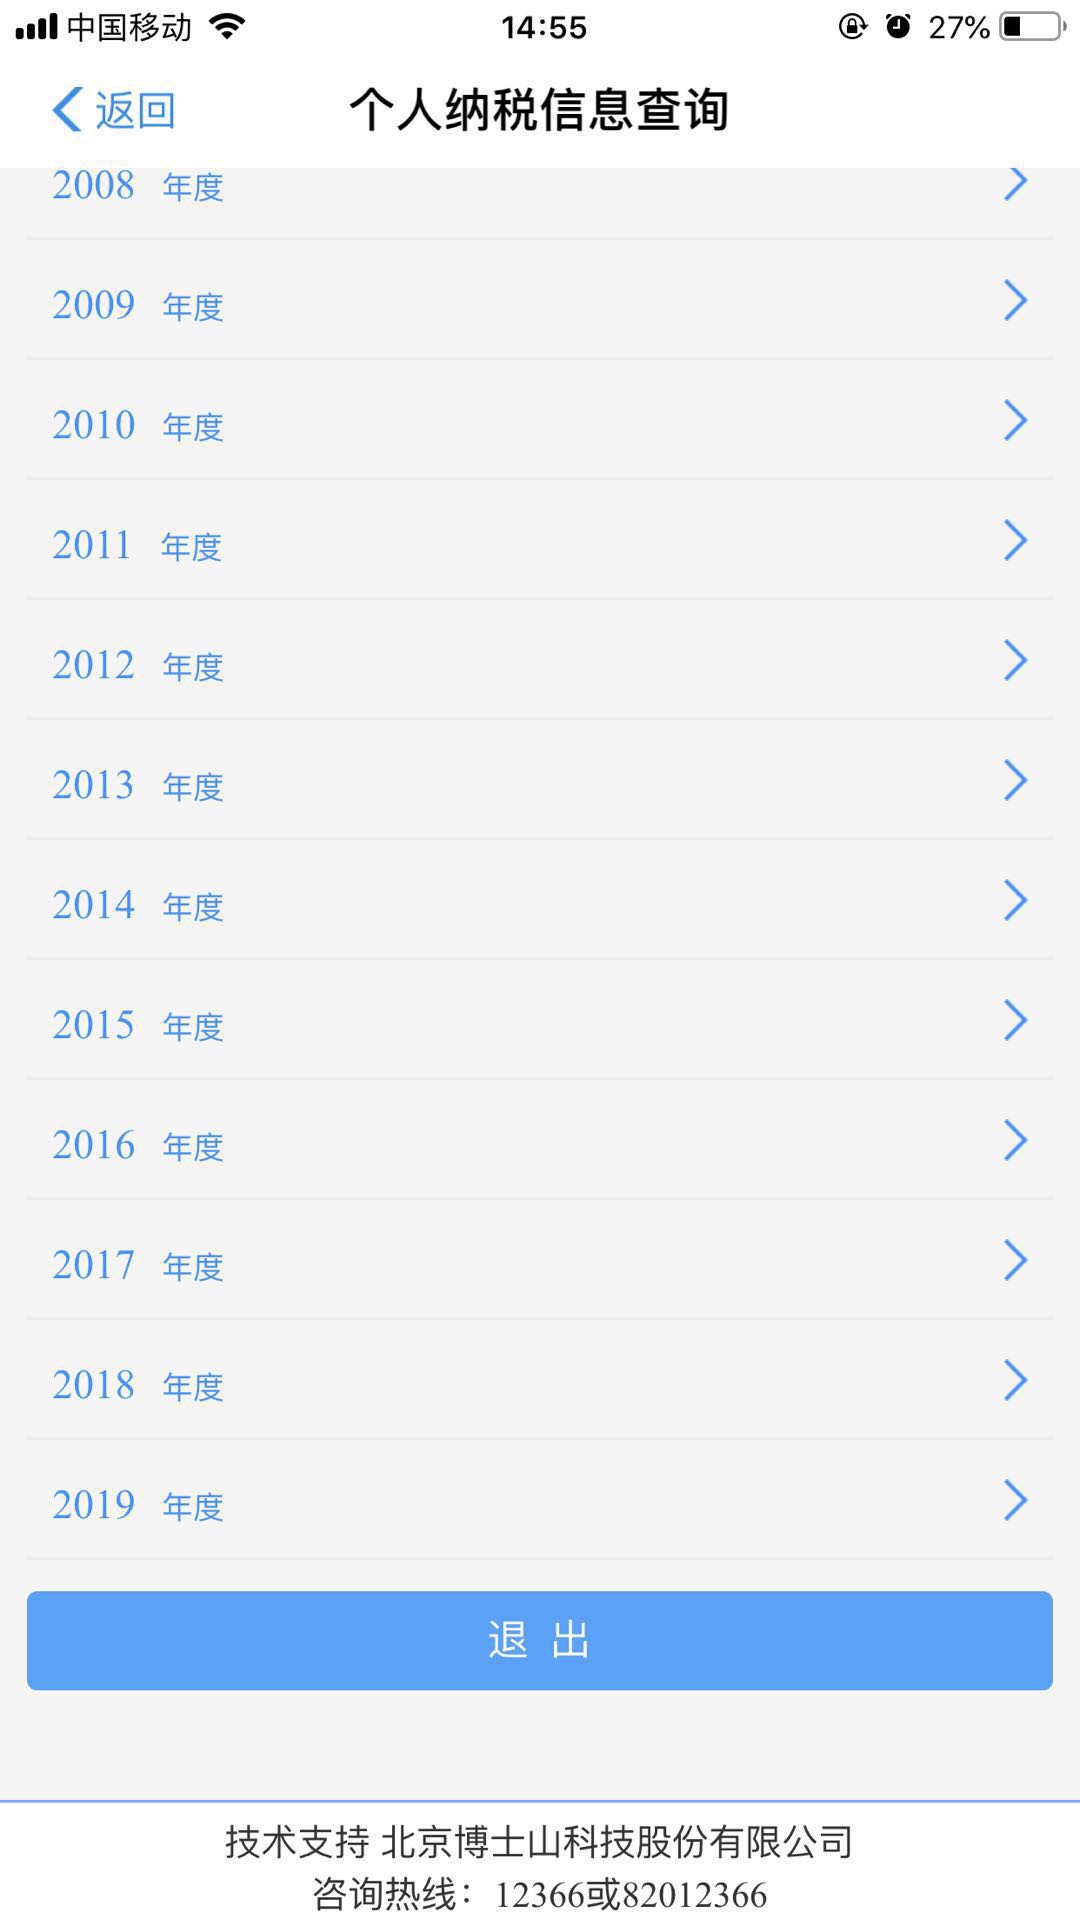 中国移动 14:55 27%
返回 个人纳税信息查询
2008 年度
2009 年度
2010 年度
2011 年度
2012 年度
2013 年度
2014 年度
2015 年度
2016 年度
2017 年度
2018 年度
2019 年度
退 出
技术支持 北京博士山科技股份有限公司
咨询热线：12366或82012366